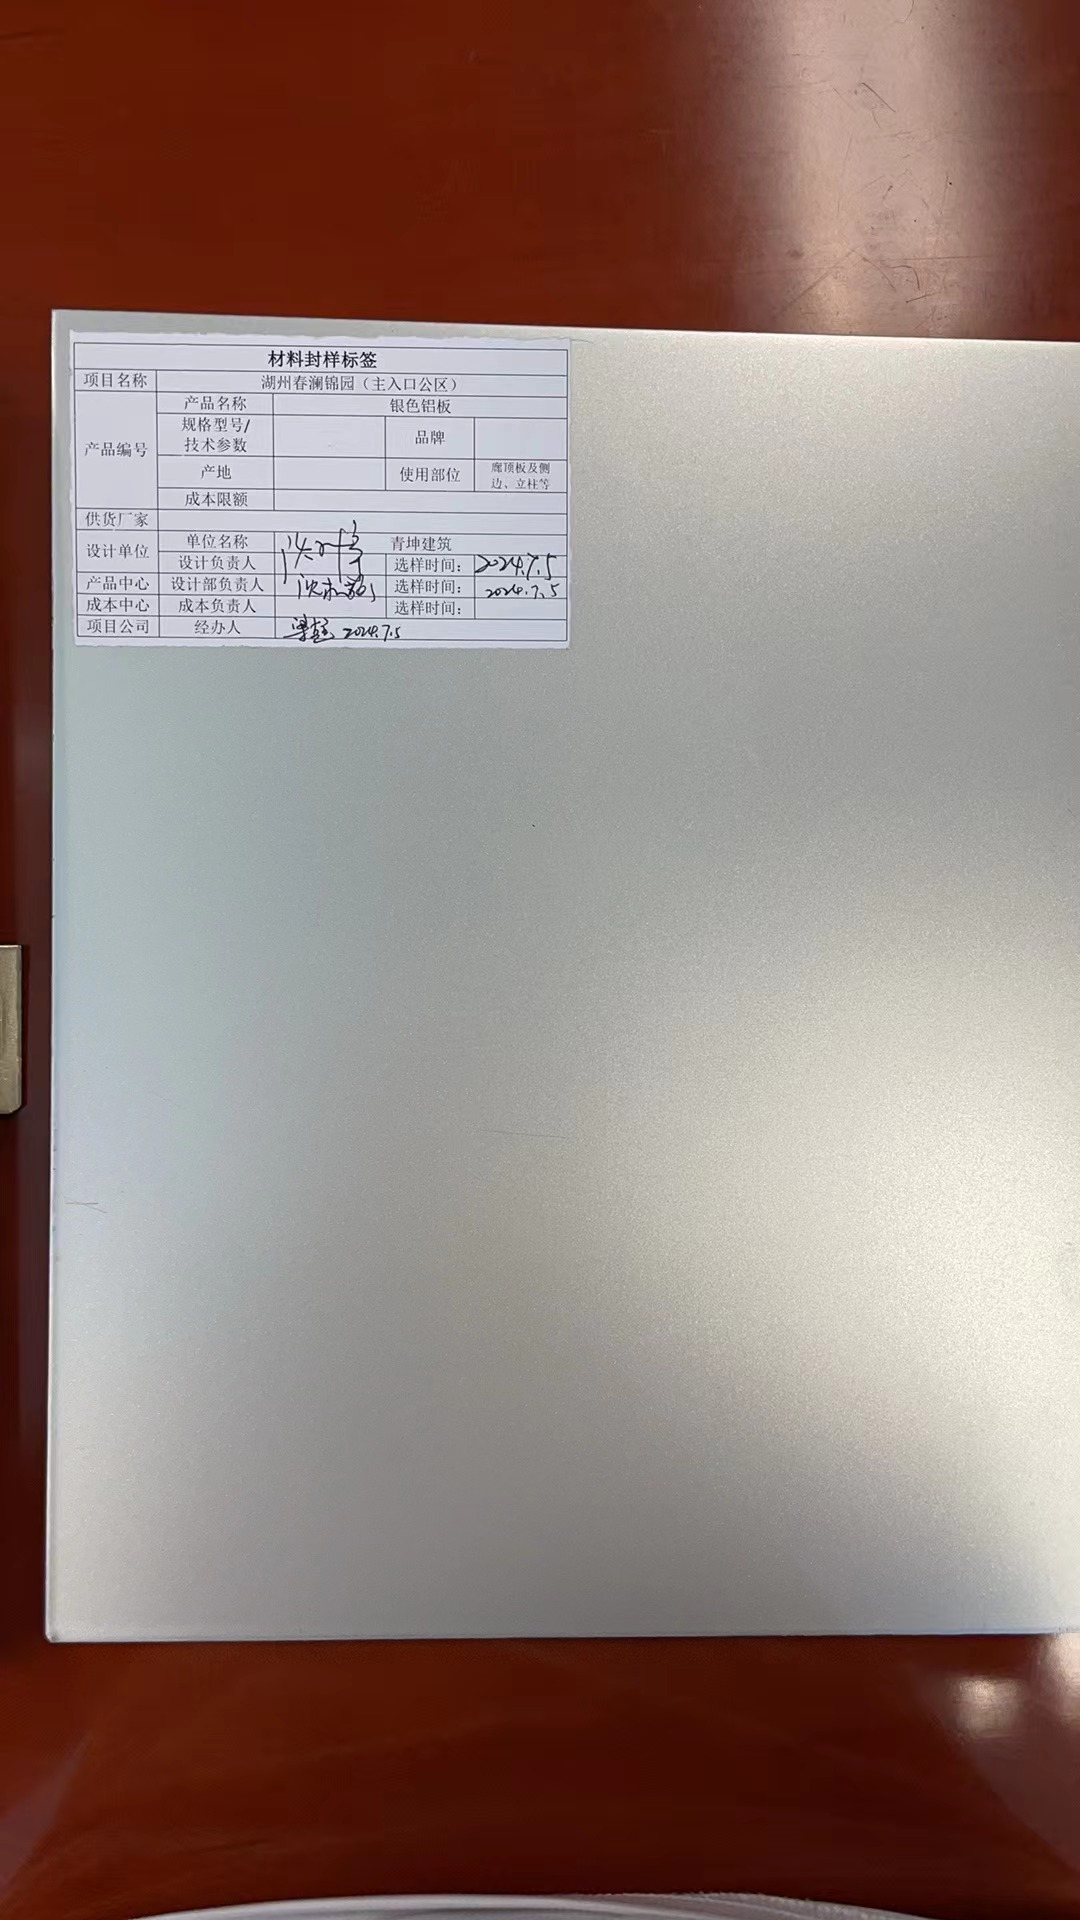 材料封样标签
项目名称 湖州春澜锦园（主入口公区）
产品编号 产品名称 银色铝板
规格型号/技术参数 品牌
产地 使用部位 廊顶板及侧边、立柱等
成本限额
供货厂家
设计单位 单位名称 青坤建筑
设计负责人 选样时间： 2024.7.5
产品中心 设计部负责人 选样时间： 2024.7.5
成本中心 成本负责人 选样时间：
项目公司 经办人 2024.7.5